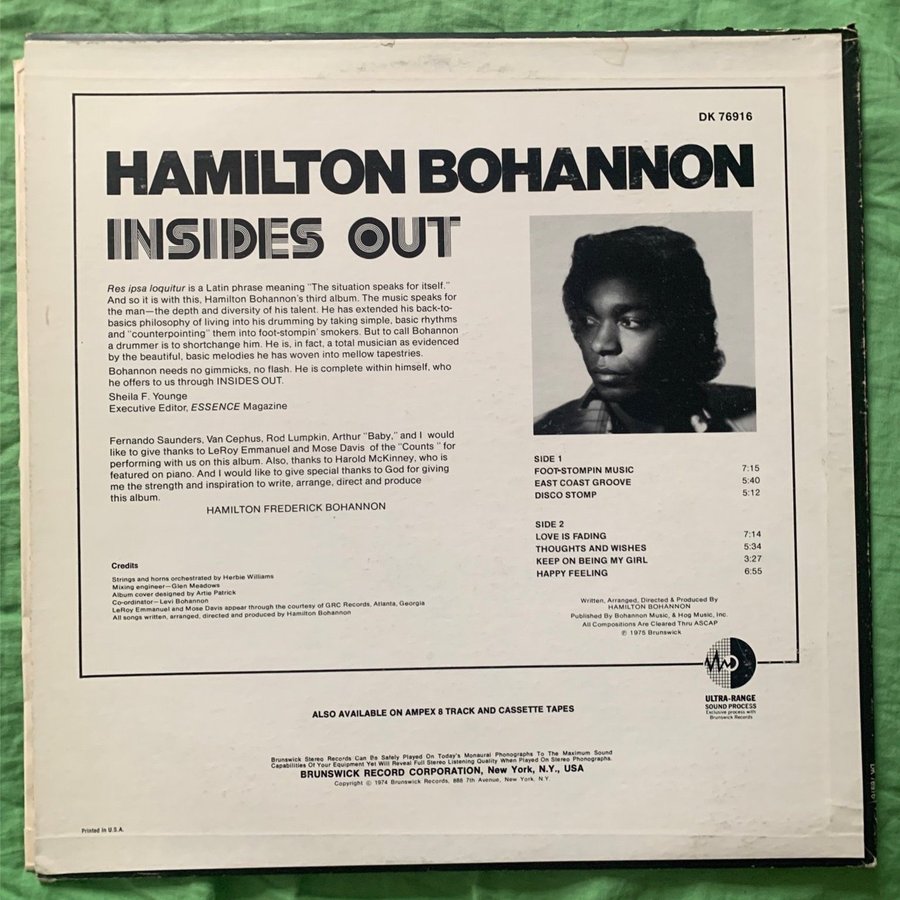 DK 76916
HAMILTON BOHANNON
INSIDES OUT
Res ipsa loquitur is a Latin phrase meaning "The situation speaks for itself."
And so it is with this, Hamilton Bohannon's third album. The music speaks for
the man—the depth and diversity of his talent. He has extended his back-to-
basics philosophy of living into his drumming by taking simple, basic rhythms
and "counterpointing" them into foot-stompin' smokers. But to call Bohannon
a drummer is to shortchange him. He is, in fact, a total musician as evidenced
by the beautiful, basic melodies he has woven into mellow tapestries.
Bohannon needs no gimmicks, no flash. He is complete within himself, who
he offers to us through INSIDES OUT.
Sheila F. Younge
Executive Editor, ESSENCE Magazine
Fernando Saunders, Van Cephus, Rod Lumpkin, Arthur "Baby," and I would
like to give thanks to LeRoy Emmanuel and Mose Davis of the "Counts " for
performing with us on this album. Also, thanks to Harold McKinney, who is
featured on piano. And I would like to give special thanks to God for giving
me the strength and inspiration to write, arrange, direct and produce
this album.
HAMILTON FREDERICK BOHANNON
Credits
Strings and horns orchestrated by Herbie Williams
Mixing engineer—Glen Meadows
Album cover designed by Artie Patrick
Co-ordinator—Levi Bohannon
LeRoy Emmanuel and Mose Davis appear through the courtesy of GRC Records, Atlanta, Georgia
All songs written, arranged, directed and produced by Hamilton Bohannon
SIDE 1
FOOT-STOMPIN MUSIC 7:15
EAST COAST GROOVE 5:40
DISCO STOMP 5:12
SIDE 2
LOVE IS FADING 7:14
THOUGHTS AND WISHES 5:34
KEEP ON BEING MY GIRL 3:27
HAPPY FEELING 6:55
Written, Arranged, Directed & Produced By
HAMILTON BOHANNON
Published By Bohannon Music, & Hog Music, Inc.
All Compositions Are Cleared Thru ASCAP
℗ 1975 Brunswick
ULTRA-RANGE
SOUND PROCESS
Exclusive process with
Brunswick Records
ALSO AVAILABLE ON AMPEX 8 TRACK AND CASSETTE TAPES
Brunswick Stereo Records Can Be Safely Played On Today's Monaural Phonographs To The Maximum Sound
Capabilities Of Your Equipment Yet Will Reveal Full Stereo Listening Quality When Played On Stereo Phonographs.
BRUNSWICK RECORD CORPORATION, New York, N.Y., USA
Copyright © 1974 Brunswick Records, 888 7th Avenue, New York, N.Y.
Printed in U.S.A.